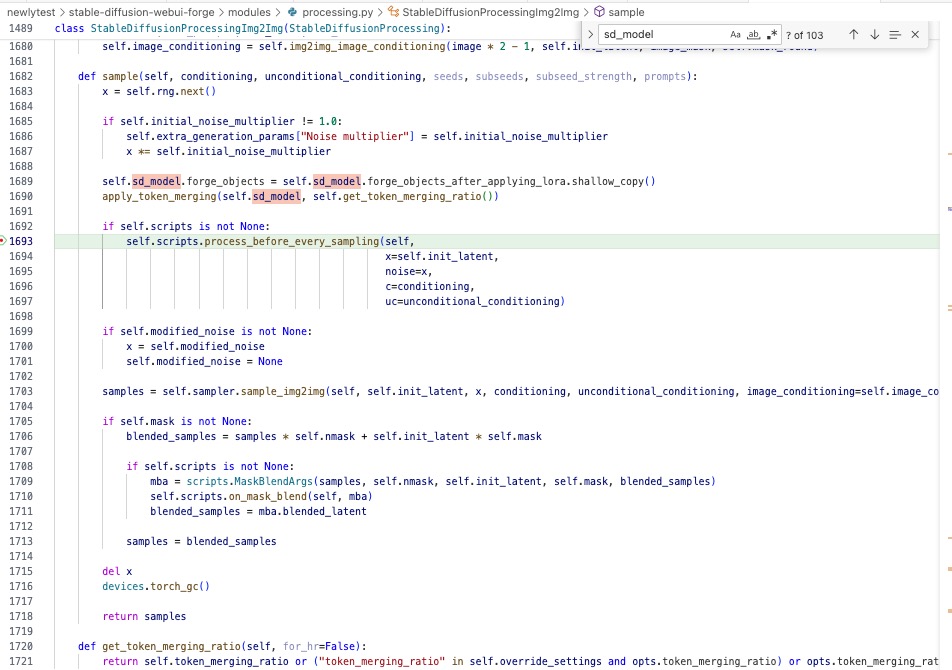 newlytest > stable-diffusion-webui-forge > modules > processing.py > StableDiffusionProcessingImg2Img > sample
sd_model Aa ab .* ? of 103
1489 class StableDiffusionProcessingImg2Img(StableDiffusionProcessing):
1680 self.image_conditioning = self.img2img_image_conditioning(image * 2 - 1,
1681
1682 def sample(self, conditioning, unconditional_conditioning, seeds, subseeds, subseed_strength, prompts):
1683 x = self.rng.next()
1684
1685 if self.initial_noise_multiplier != 1.0:
1686 self.extra_generation_params["Noise multiplier"] = self.initial_noise_multiplier
1687 x *= self.initial_noise_multiplier
1688
1689 self.sd_model.forge_objects = self.sd_model.forge_objects_after_applying_lora.shallow_copy()
1690 apply_token_merging(self.sd_model, self.get_token_merging_ratio())
1691
1692 if self.scripts is not None:
1693 self.scripts.process_before_every_sampling(self,
1694 x=self.init_latent,
1695 noise=x,
1696 c=conditioning,
1697 uc=unconditional_conditioning)
1698
1699 if self.modified_noise is not None:
1700 x = self.modified_noise
1701 self.modified_noise = None
1702
1703 samples = self.sampler.sample_img2img(self, self.init_latent, x, conditioning, unconditional_conditioning, image_conditioning=self.image_co
1704
1705 if self.mask is not None:
1706 blended_samples = samples * self.nmask + self.init_latent * self.mask
1707
1708 if self.scripts is not None:
1709 mba = scripts.MaskBlendArgs(samples, self.nmask, self.init_latent, self.mask, blended_samples)
1710 self.scripts.on_mask_blend(self, mba)
1711 blended_samples = mba.blended_latent
1712
1713 samples = blended_samples
1714
1715 del x
1716 devices.torch_gc()
1717
1718 return samples
1719
1720 def get_token_merging_ratio(self, for_hr=False):
1721 return self.token_merging_ratio or ("token_merging_ratio" in self.override_settings and opts.token_merging_ratio) or opts.token_merging_rat